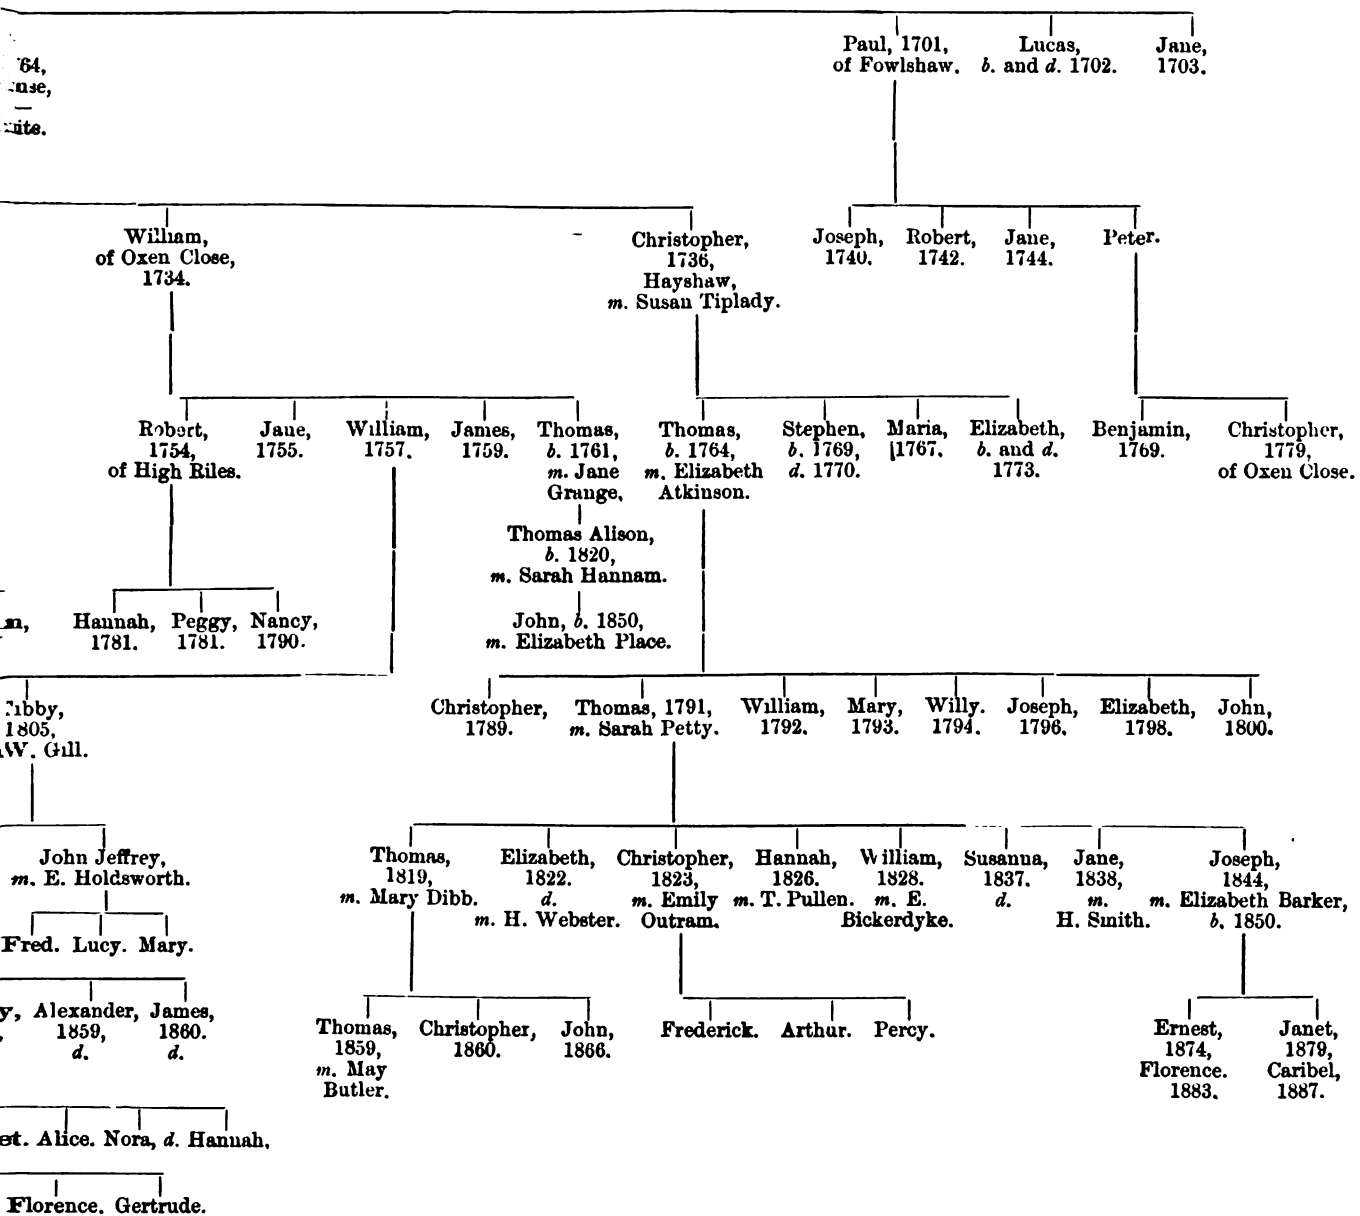 Paul, 1701, Lucas, Jane,
of Fowlshaw. b. and d. 1702. 1703.
64,
William, Christopher, Joseph, Robert, Jane, Peter.
of Oxen Close, 1736, 1740. 1742. 1744.
1734. Hayshaw,
m. Susan Tiplady.
Robert, Jane, William, James, Thomas, Thomas, Stephen, Maria, Elizabeth, Benjamin, Christopher,
1754, 1755. 1757. 1759. b. 1761, b. 1764, b. 1769, 1767. b. and d. 1769. 1779,
of High Riles. m. Jane m. Elizabeth d. 1770. 1773. of Oxen Close.
Grange, Atkinson.
Thomas Alison,
b. 1820,
m. Sarah Hannam.
Hannah, Peggy, Nancy, John, b. 1850,
1781. 1781. 1790. m. Elizabeth Place.
Christopher, Thomas, 1791, William, Mary, Willy. Joseph, Elizabeth, John,
1805, 1789. m. Sarah Petty. 1792. 1793. 1794. 1796. 1798. 1800.
W. Gill.
John Jeffrey, Thomas, Elizabeth, Christopher, Hannah, William, Susanna, Jane, Joseph,
m. E. Holdsworth. 1819, 1822. 1823, 1826. 1828. 1837. 1838, 1844,
m. Mary Dibb. d. m. Emily m. T. Pullen. m. E. d. m. m. Elizabeth Barker,
m. H. Webster. Outram. Bickerdyke. H. Smith. b. 1850.
Fred. Lucy. Mary.
Alexander, James,
1859, 1860.
d. d.
Thomas, Christopher, John, Frederick. Arthur. Percy. Ernest, Janet,
1859, 1860. 1866. 1874, 1879,
m. May Florence. Caribel,
Butler. 1883. 1887.
Alice. Nora, d. Hannah,
Florence. Gertrude.